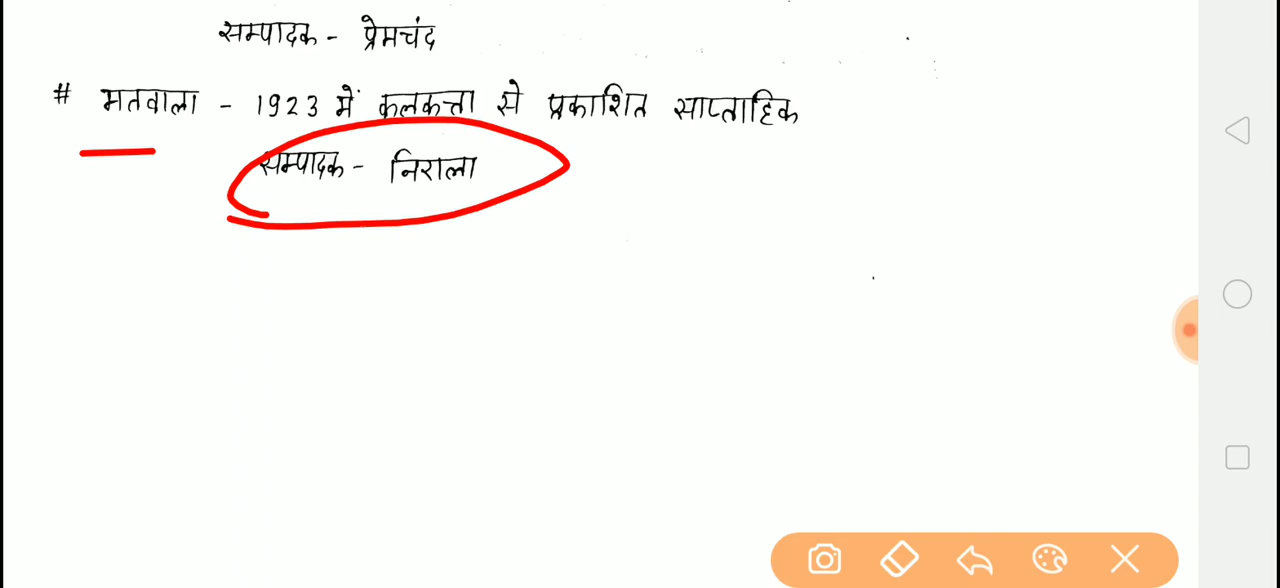 सम्पादक - प्रेमचंद
# मतवाला - 1923 में कलकत्ता से प्रकाशित साप्ताहिक
सम्पादक - निराला